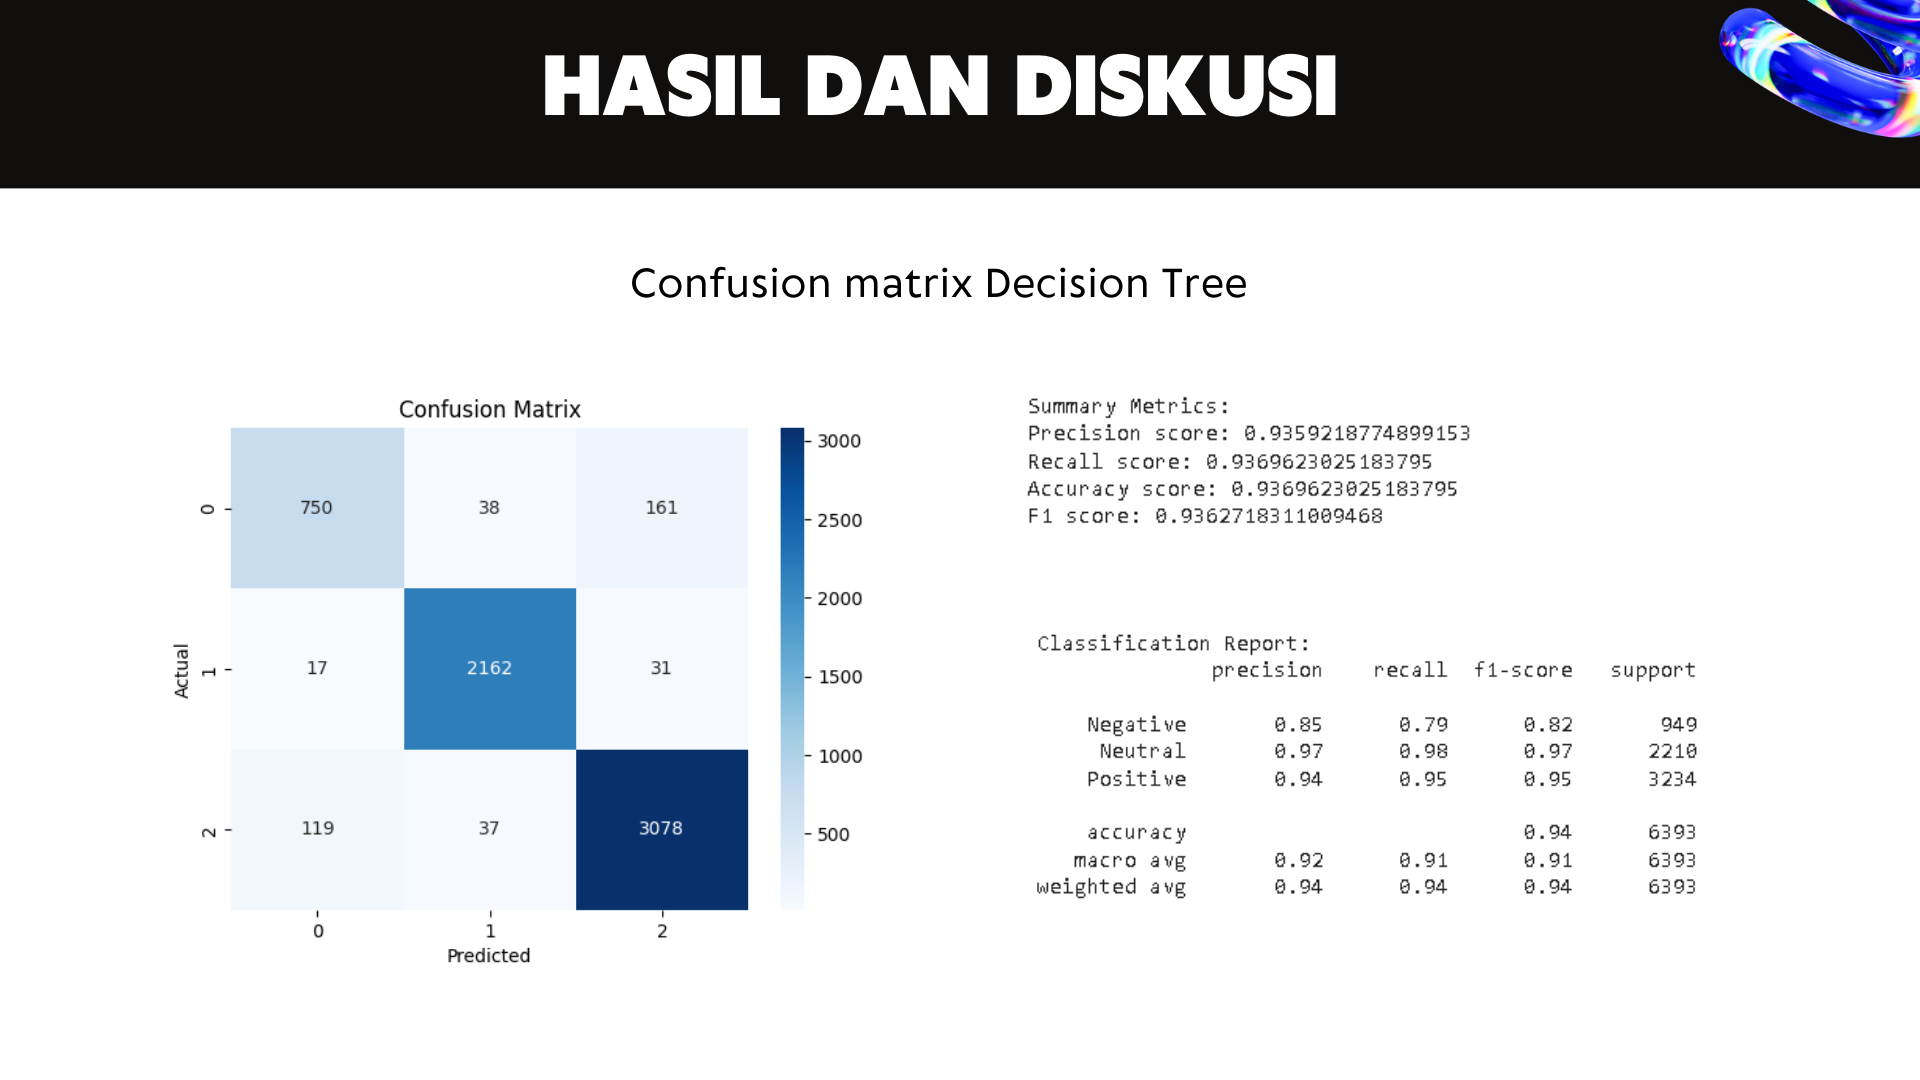 HASIL DAN DISKUSI
Confusion matrix Decision Tree
Confusion Matrix
750 38 161
17 2162 31
119 37 3078
0
1
2
Actual
0 1 2
Predicted
3000
2500
2000
1500
1000
500
Summary Metrics:
Precision score: 0.9359218774899153
Recall score: 0.9369623025183795
Accuracy score: 0.9369623025183795
F1 score: 0.9362718311009468
Classification Report:
precision recall f1-score support
Negative 0.85 0.79 0.82 949
Neutral 0.97 0.98 0.97 2210
Positive 0.94 0.95 0.95 3234
accuracy 0.94 6393
macro avg 0.92 0.91 0.91 6393
weighted avg 0.94 0.94 0.94 6393